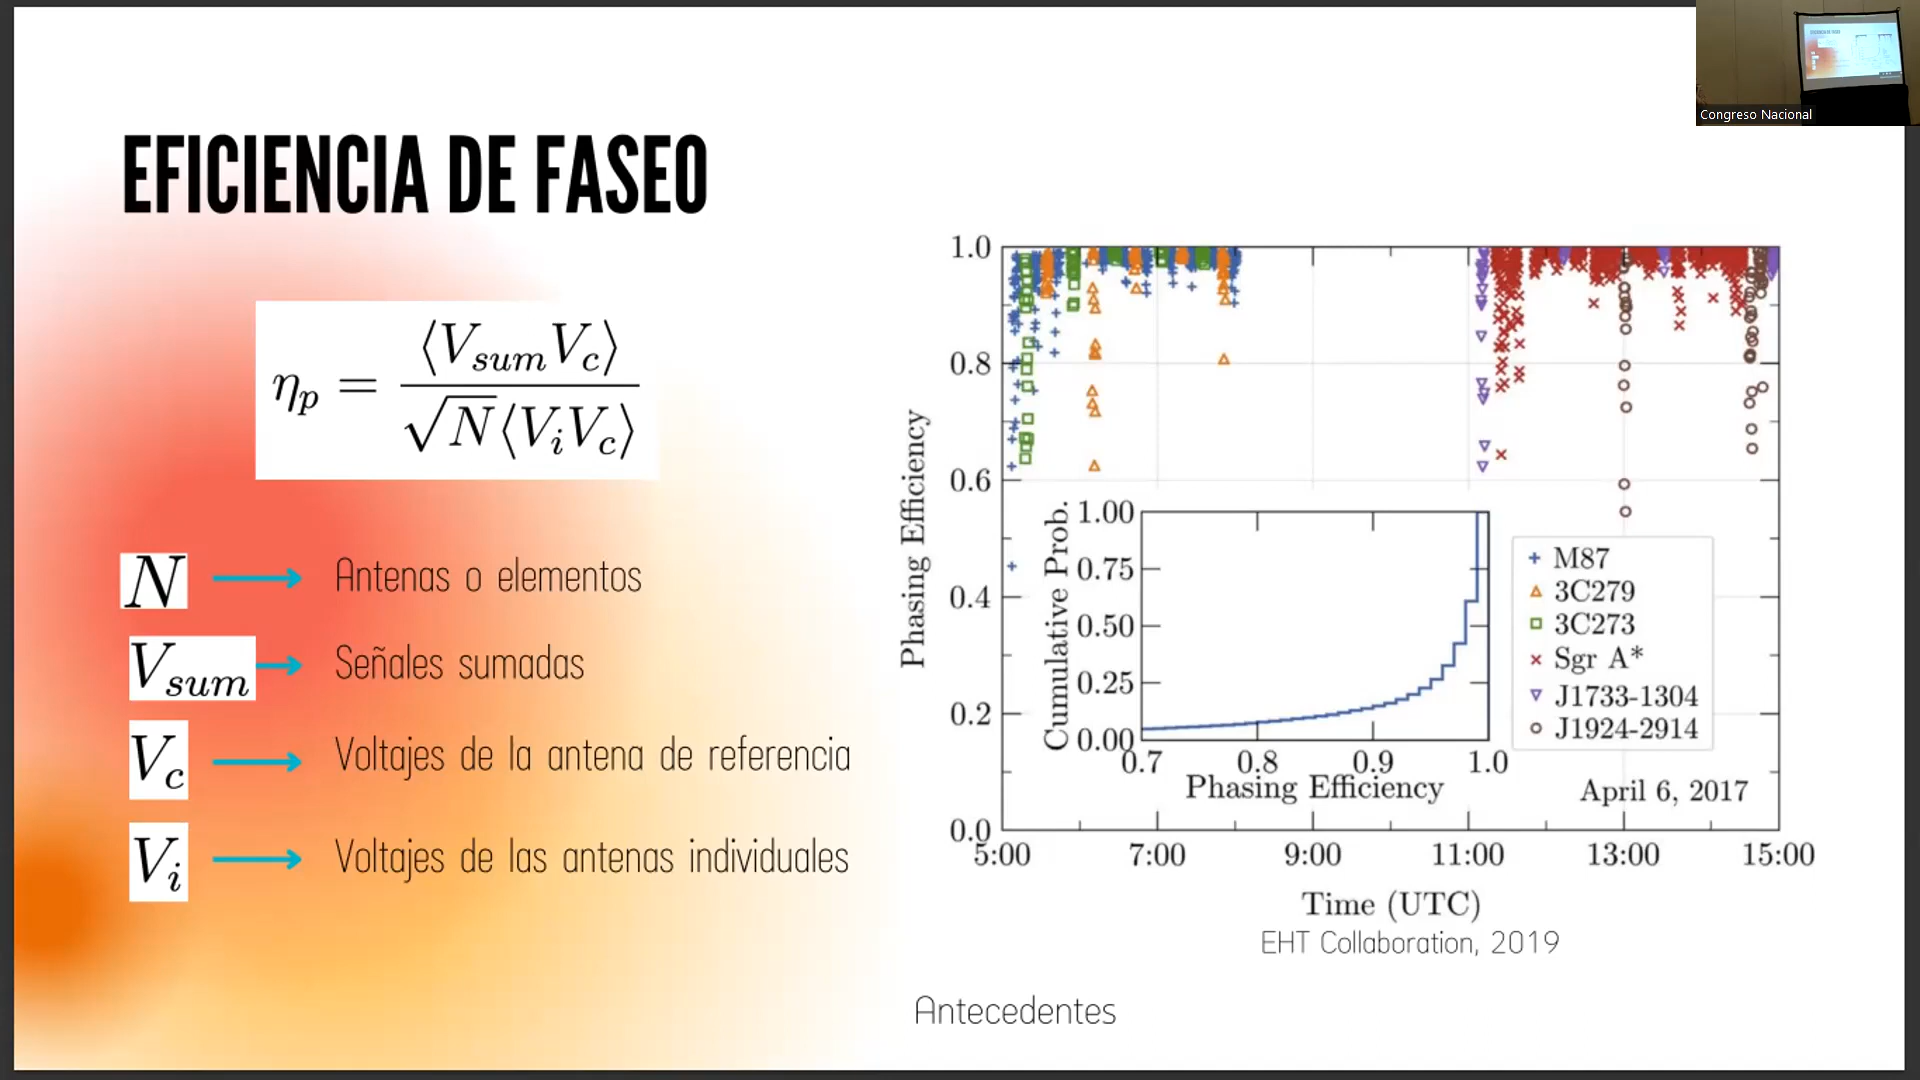 Congreso Nacional
EFICIENCIA DE FASEO
η_p = ⟨V_sum V_c⟩ / √N⟨V_i V_c⟩
N → Antenas o elementos
V_sum → Señales sumadas
V_c → Voltajes de la antena de referencia
V_i → Voltajes de las antenas individuales
Phasing Efficiency
1.0
0.8
0.6
0.4
0.2
0.0
5:00 7:00 9:00 11:00 13:00 15:00
Time (UTC)
Cumulative Prob.
1.00
0.75
0.50
0.25
0.00
0.7 0.8 0.9 1.0
Phasing Efficiency
M87
3C279
3C273
Sgr A*
J1733-1304
J1924-2914
April 6, 2017
EHT Collaboration, 2019
Antecedentes